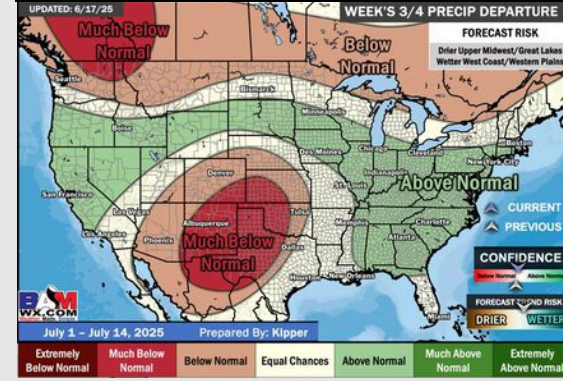 UPDATED: 6/17/25
WEEK'S 3/4 PRECIP DEPARTURE
FORECAST RISK
Drier Upper Midwest/Great Lakes
Wetter West Coast/Western Plains
Much Below
Normal
Below
Normal
Seattle
Bismarck
Minneapolis
Boise
Boston
Des Moines
Chicago
Cleveland
New York City
Denver
Indianapolis
St. Louis
Above Normal
San Francisco
Las Vegas
Tulsa
CURRENT
Los Angeles
Albuquerque
Memphis
Charlotte
PREVIOUS
Phoenix
Much Below
Normal
Dallas
Atlanta
CONFIDENCE
Below Normal
Above Normal
Houston
New Orleans
BAM
WX.COM
Miami
FORECAST TREND RISK
DRIER
WETTER
July 1 – July 14, 2025
Prepared By: Kipper
Extremely
Below Normal
Much Below
Normal
Below Normal
Equal Chances
Above Normal
Much Above
Normal
Extremely
Above Normal